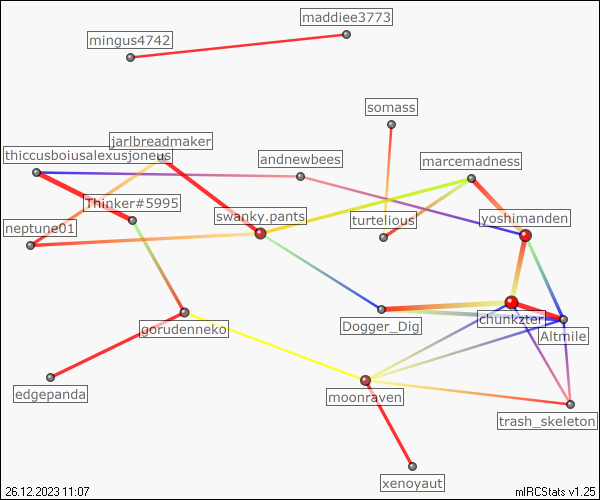 maddiee3773
mingus4742
somass
jarlbreadmaker
thiccusboiusalexusjoneus
andnewbees
marcemadness
Thinker#5995
swanky.pants
turtelious
yoshimanden
neptune01
Dogger_Dig
chunkzter
gorudenneko
Altmile
edgepanda
moonraven
trash_skeleton
xenoyaut
26.12.2023 11:07
mIRCStats v1.25